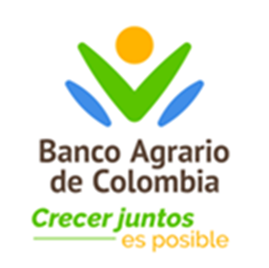 Banco Agrario
de Colombia
Crecer juntos
es posible